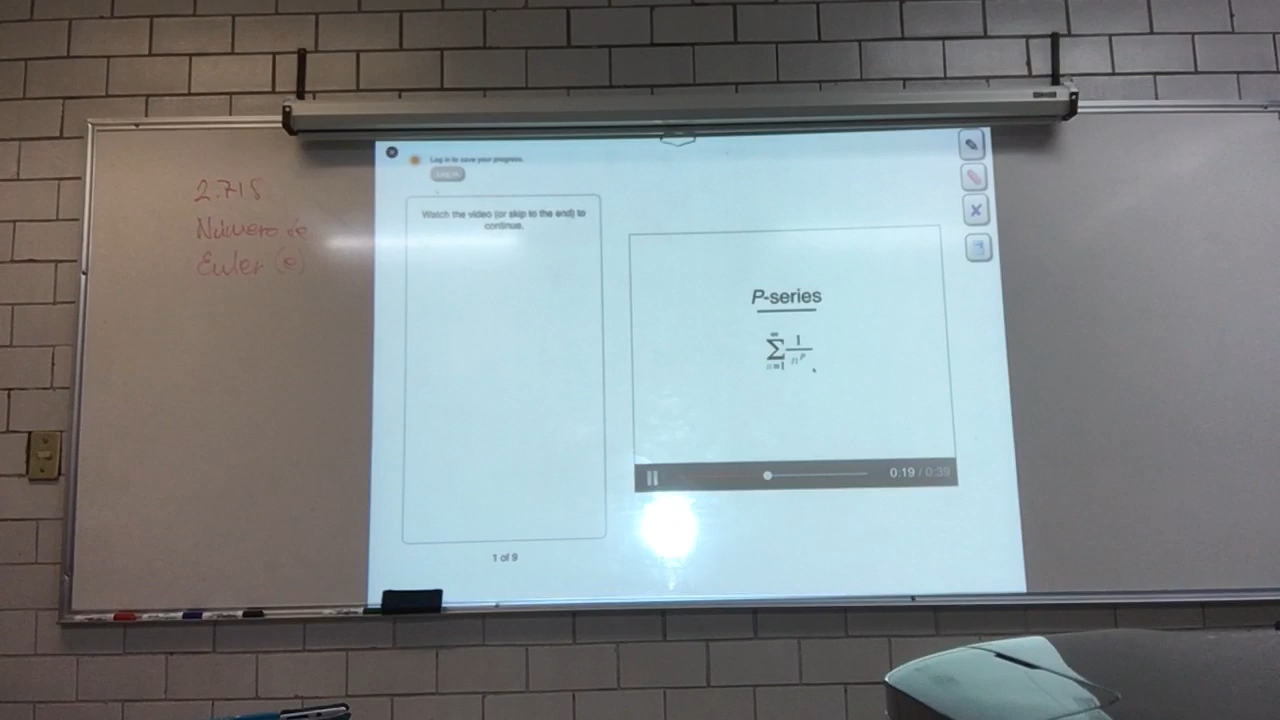 2.718
Número de
Euler (e)
Log in to save your progress.
Log in
Watch the video (or skip to the end) to
continue.
1 of 9
P-series
∞
∑ 1/n^p
n=1
0:19 / 0:39